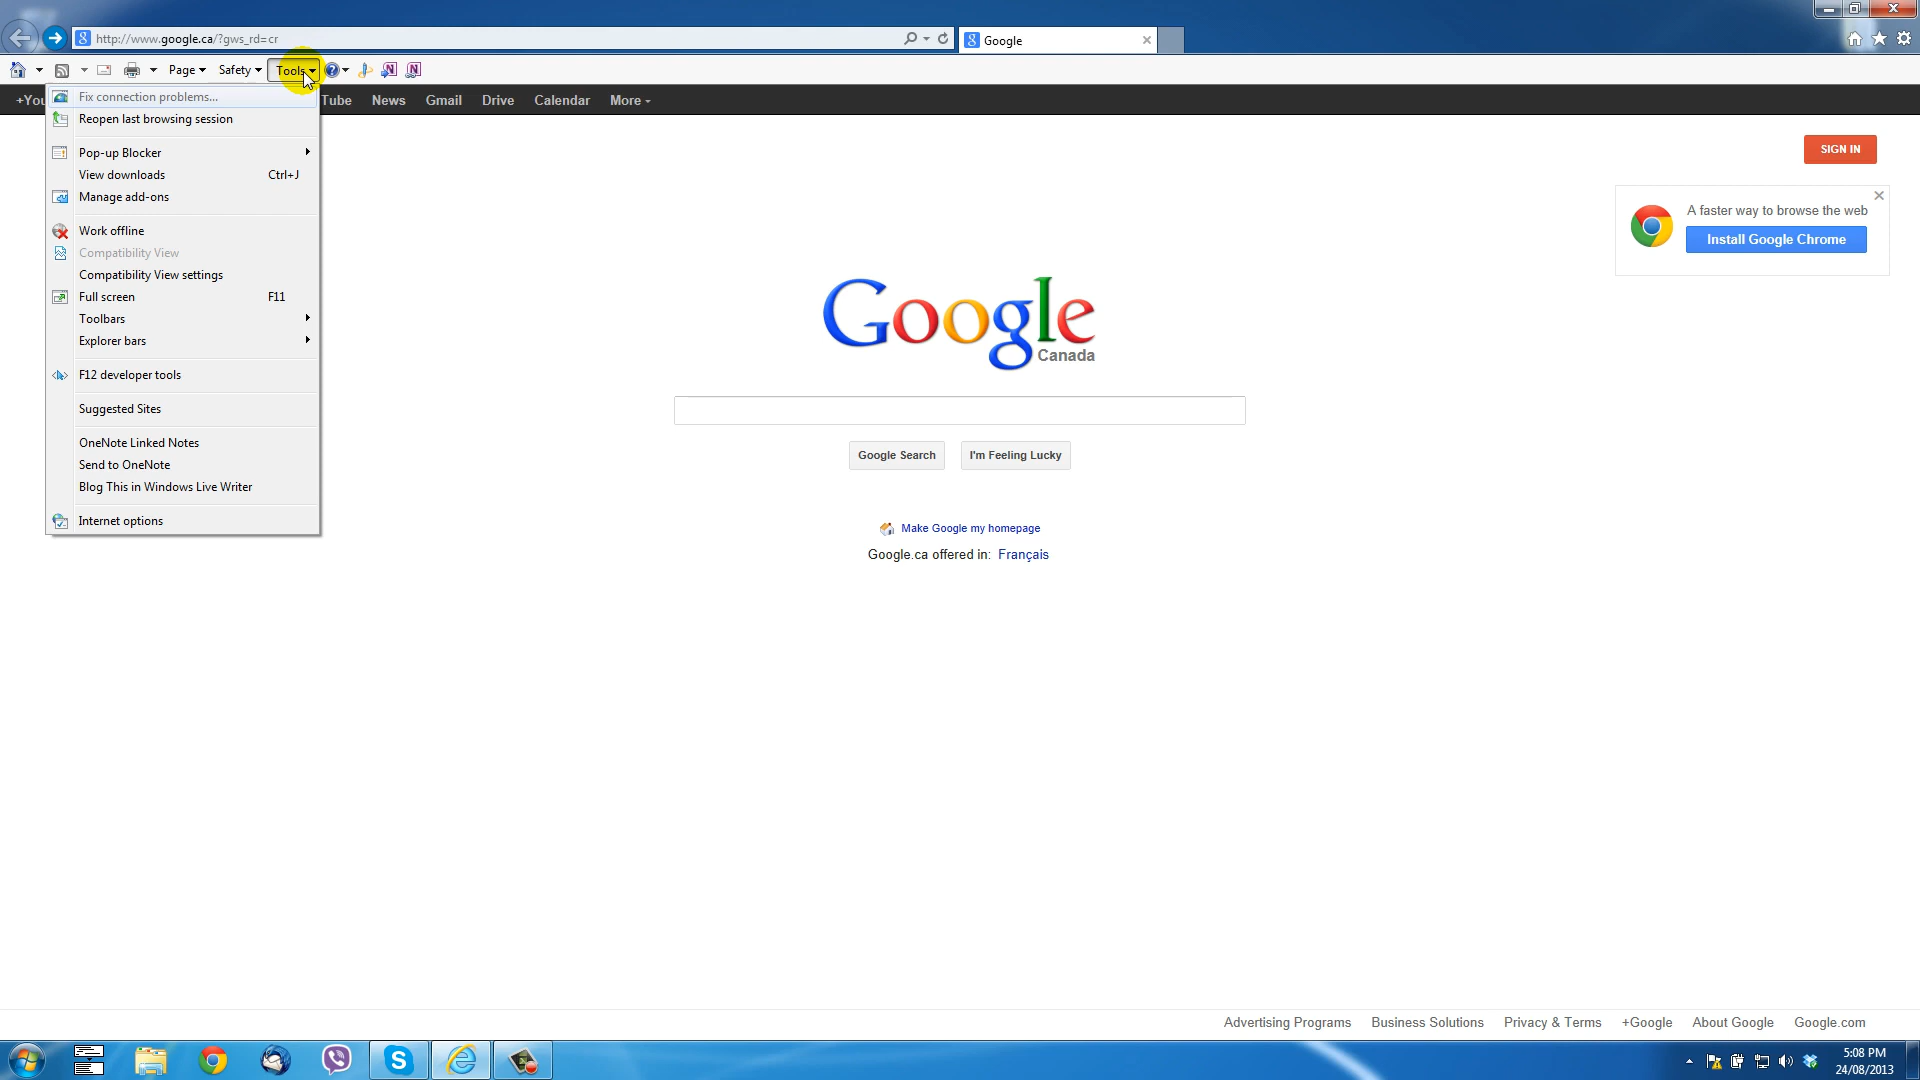 http://www.google.ca/?gws_rd=cr
Google
Page
Safety
Tools
+You
Tube
News
Gmail
Drive
Calendar
More
Fix connection problems...
Reopen last browsing session
Pop-up Blocker
View downloads Ctrl+J
Manage add-ons
Work offline
Compatibility View
Compatibility View settings
Full screen F11
Toolbars
Explorer bars
F12 developer tools
Suggested Sites
OneNote Linked Notes
Send to OneNote
Blog This in Windows Live Writer
Internet options
SIGN IN
A faster way to browse the web
Install Google Chrome
Google
Canada
Google Search
I'm Feeling Lucky
Make Google my homepage
Google.ca offered in: Français
Advertising Programs
Business Solutions
Privacy & Terms
+Google
About Google
Google.com
5:08 PM
24/08/2013